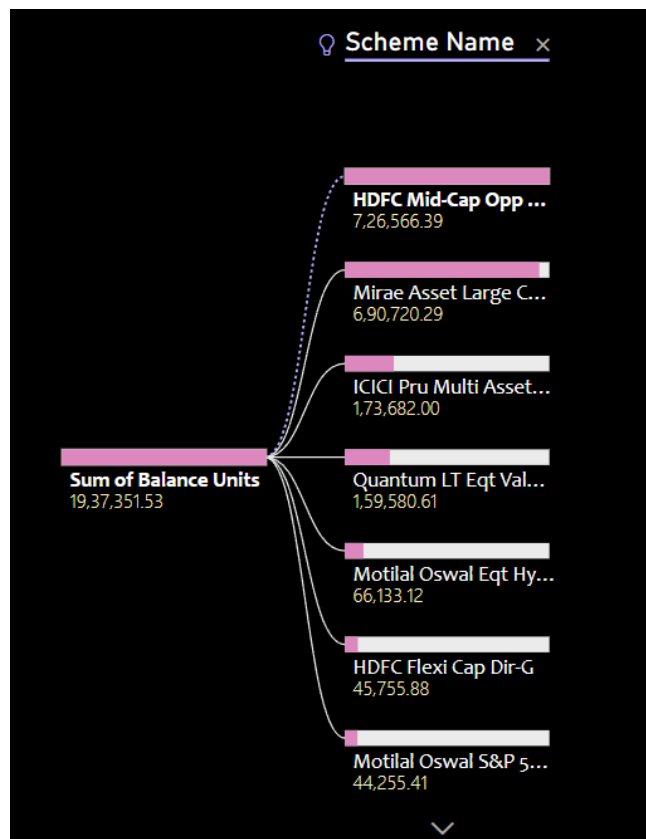 Scheme Name ×
HDFC Mid-Cap Opp ...
7,26,566.39
Mirae Asset Large C...
6,90,720.29
ICICI Pru Multi Asset...
1,73,682.00
Sum of Balance Units
19,37,351.53
Quantum LT Eqt Val...
1,59,580.61
Motilal Oswal Eqt Hy...
66,133.12
HDFC Flexi Cap Dir-G
45,755.88
Motilal Oswal S&P 5...
44,255.41